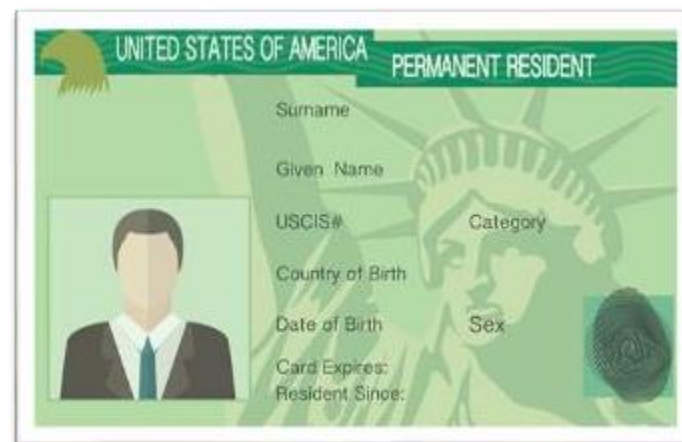 UNITED STATES OF AMERICA
PERMANENT RESIDENT
Surname
Given Name
USCIS# Category
Country of Birth
Date of Birth Sex
Card Expires:
Resident Since: